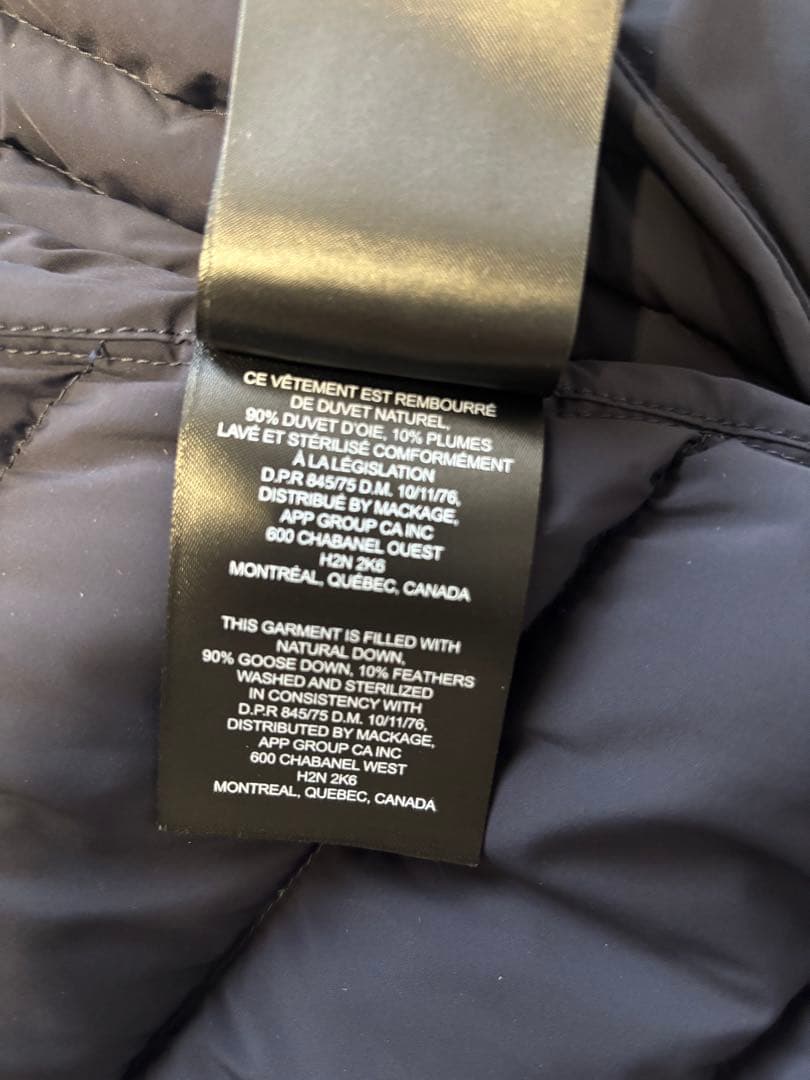 CE VÊTEMENT EST REMBOURRÉ
DE DUVET NATUREL,
90% DUVET D'OIE, 10% PLUMES
LAVÉ ET STÉRILISÉ COMFORMÉMENT
À LA LÉGISLATION
D.P.R 845/75 D.M. 10/11/76,
DISTRIBUÉ BY MACKAGE,
APP GROUP CA INC
600 CHABANEL OUEST
H2N 2K6
MONTRÉAL, QUÉBEC, CANADA
THIS GARMENT IS FILLED WITH
NATURAL DOWN,
90% GOOSE DOWN, 10% FEATHERS
WASHED AND STERILIZED
IN CONSISTENCY WITH
D.P.R 845/75 D.M. 10/11/76,
DISTRIBUTED BY MACKAGE,
APP GROUP CA INC
600 CHABANEL WEST
H2N 2K6
MONTREAL, QUEBEC, CANADA